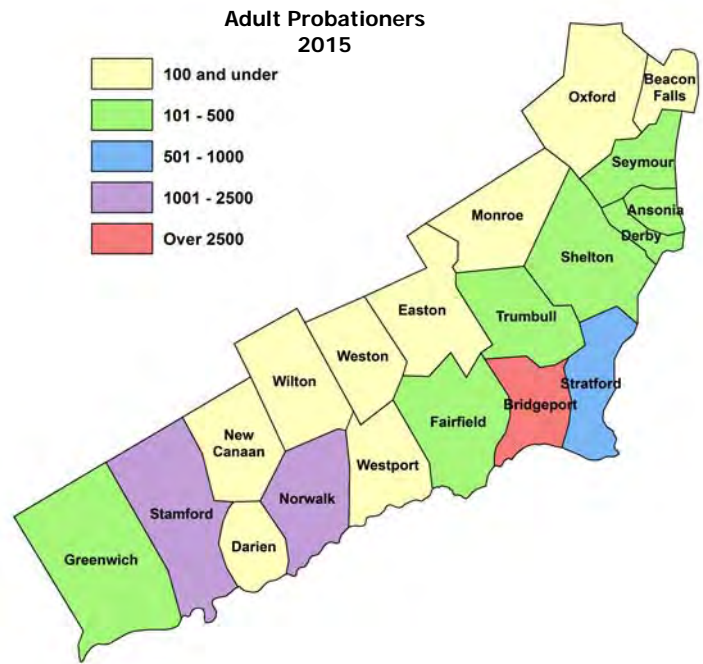 Adult Probationers
2015
100 and under
101 - 500
501 - 1000
1001 - 2500
Over 2500
Oxford
Beacon
Falls
Seymour
Ansonia
Derby
Monroe
Shelton
Easton
Trumbull
Weston
Wilton
Stratford
Bridgeport
Fairfield
New
Canaan
Westport
Norwalk
Stamford
Darien
Greenwich